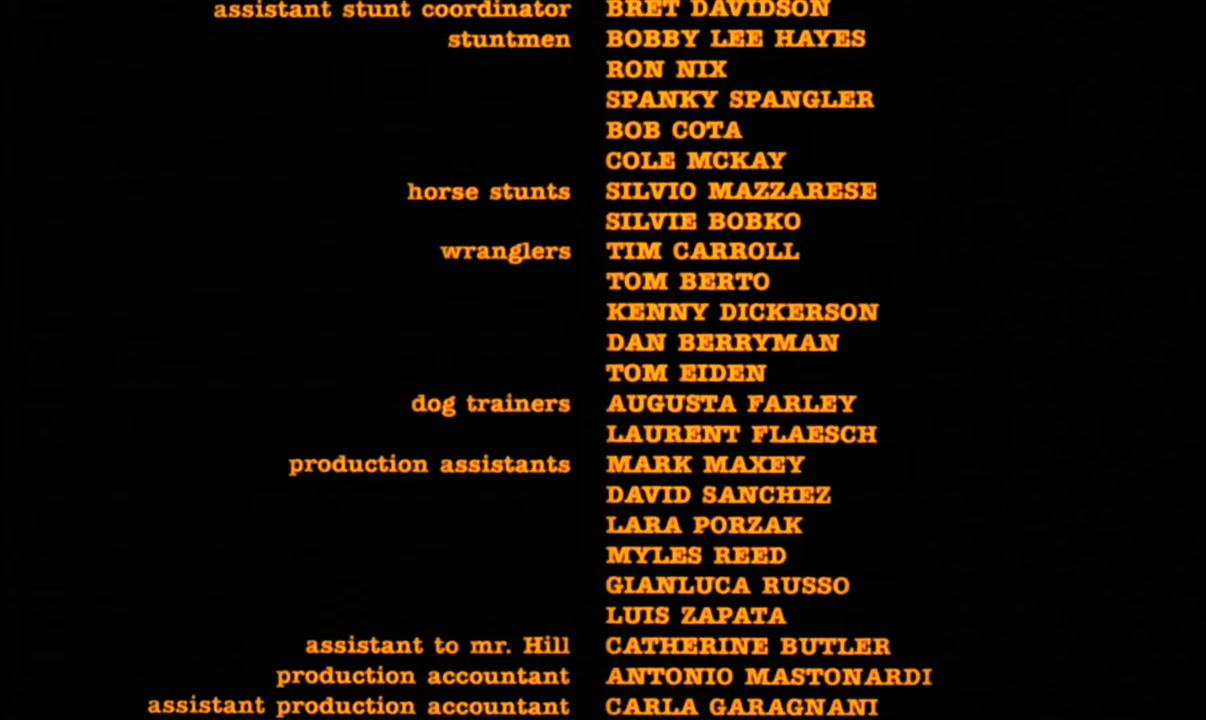 assistant stunt coordinator BRET DAVIDSON
stuntmen BOBBY LEE HAYES
RON NIX
SPANKY SPANGLER
BOB COTA
COLE MCKAY
horse stunts SILVIO MAZZARESE
SILVIE BOBKO
wranglers TIM CARROLL
TOM BERTO
KENNY DICKERSON
DAN BERRYMAN
TOM EIDEN
dog trainers AUGUSTA FARLEY
LAURENT FLAESCH
production assistants MARK MAXEY
DAVID SANCHEZ
LARA PORZAK
MYLES REED
GIANLUCA RUSSO
LUIS ZAPATA
assistant to mr. Hill CATHERINE BUTLER
production accountant ANTONIO MASTONARDI
assistant production accountant CARLA GARAGNANI